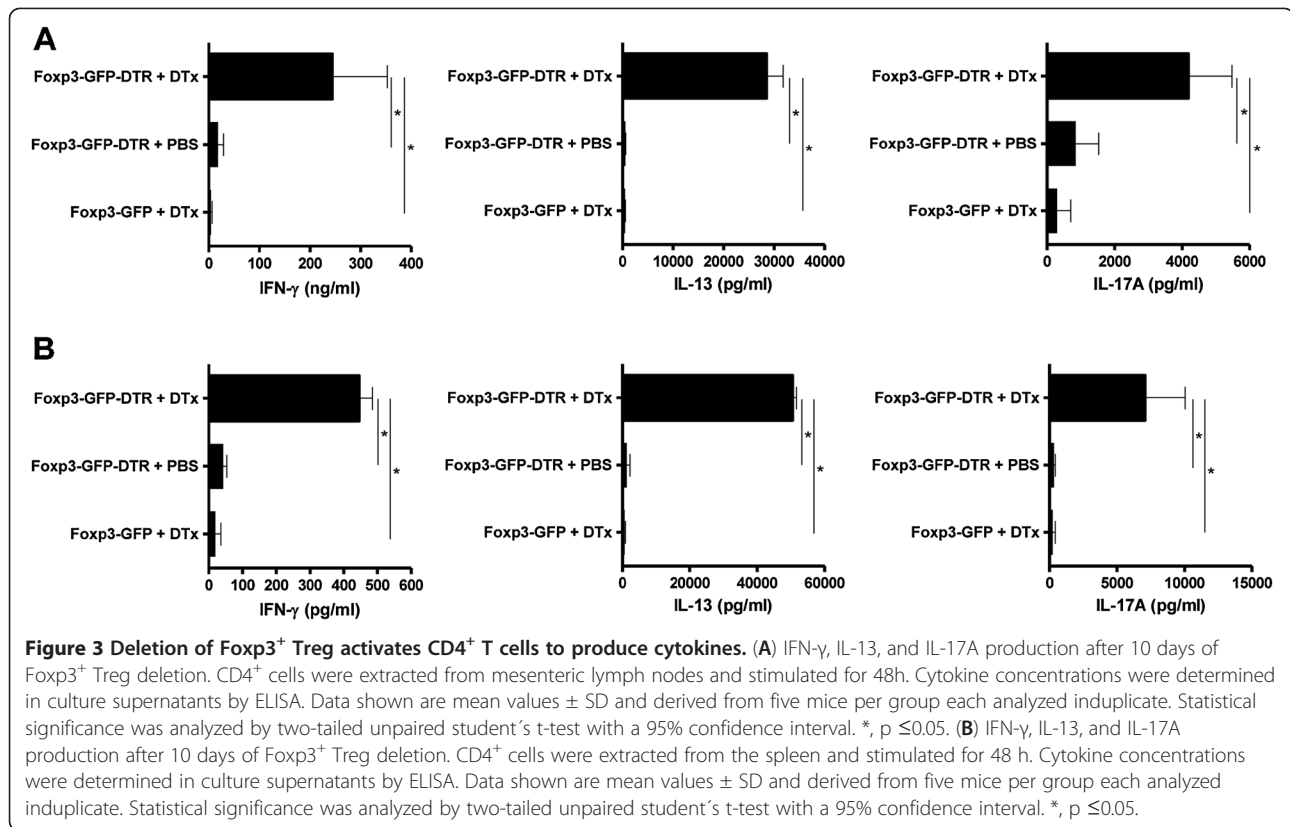 A
Foxp3-GFP-DTR + DTx
Foxp3-GFP-DTR + PBS
Foxp3-GFP + DTx
* *
0 100 200 300 400
IFN-γ (ng/ml)
Foxp3-GFP-DTR + DTx
Foxp3-GFP-DTR + PBS
Foxp3-GFP + DTx
* *
0 10000 20000 30000 40000
IL-13 (pg/ml)
Foxp3-GFP-DTR + DTx
Foxp3-GFP-DTR + PBS
Foxp3-GFP + DTx
* *
0 2000 4000 6000
IL-17A (pg/ml)
B
Foxp3-GFP-DTR + DTx
Foxp3-GFP-DTR + PBS
Foxp3-GFP + DTx
* *
0 100 200 300 400 500 600
IFN-γ (pg/ml)
Foxp3-GFP-DTR + DTx
Foxp3-GFP-DTR + PBS
Foxp3-GFP + DTx
* *
0 20000 40000 60000
IL-13 (pg/ml)
Foxp3-GFP-DTR + DTx
Foxp3-GFP-DTR + PBS
Foxp3-GFP + DTx
* *
0 5000 10000 15000
IL-17A (pg/ml)
Figure 3 Deletion of Foxp3⁺ Treg activates CD4⁺ T cells to produce cytokines. (A) IFN-γ, IL-13, and IL-17A production after 10 days of
Foxp3⁺ Treg deletion. CD4⁺ cells were extracted from mesenteric lymph nodes and stimulated for 48h. Cytokine concentrations were determined
in culture supernatants by ELISA. Data shown are mean values ± SD and derived from five mice per group each analyzed induplicate. Statistical
significance was analyzed by two-tailed unpaired student´s t-test with a 95% confidence interval. *, p ≤0.05. (B) IFN-γ, IL-13, and IL-17A
production after 10 days of Foxp3⁺ Treg deletion. CD4⁺ cells were extracted from the spleen and stimulated for 48 h. Cytokine concentrations
were determined in culture supernatants by ELISA. Data shown are mean values ± SD and derived from five mice per group each analyzed
induplicate. Statistical significance was analyzed by two-tailed unpaired student´s t-test with a 95% confidence interval. *, p ≤0.05.